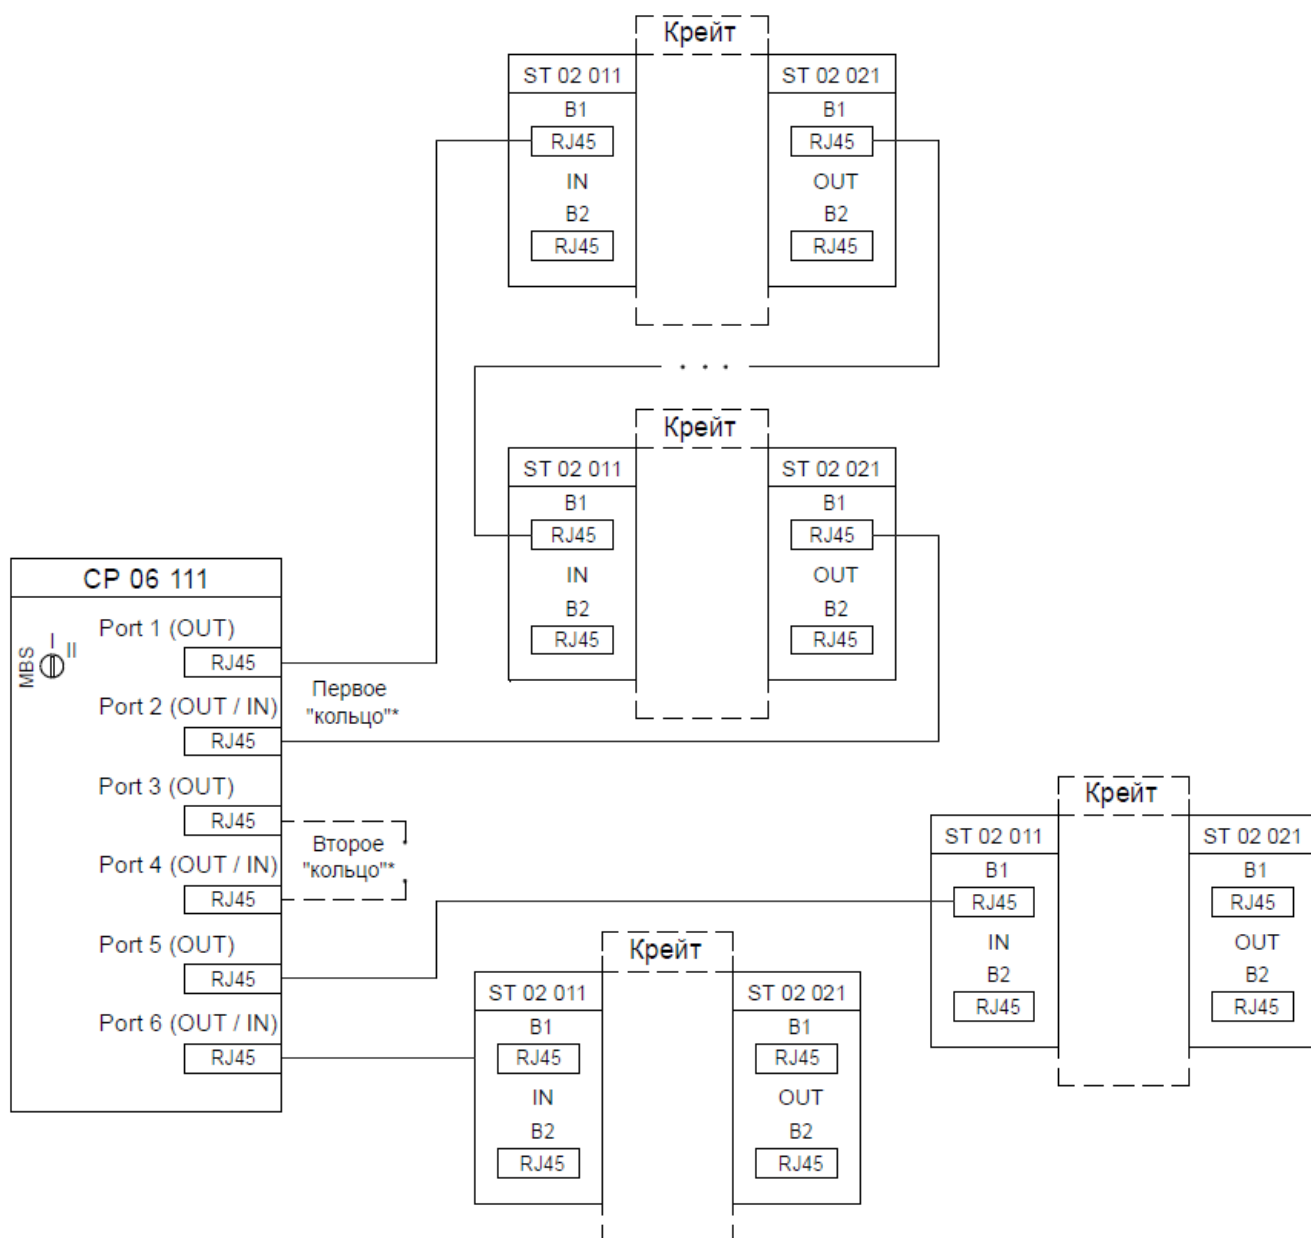 Крейт
ST 02 011
B1
RJ45
IN
B2
RJ45
ST 02 021
B1
RJ45
OUT
B2
RJ45
. . .
Крейт
ST 02 011
B1
RJ45
IN
B2
RJ45
ST 02 021
B1
RJ45
OUT
B2
RJ45
CP 06 111
MBS
I
II
Port 1 (OUT)
RJ45
Port 2 (OUT / IN)
RJ45
Port 3 (OUT)
RJ45
Port 4 (OUT / IN)
RJ45
Port 5 (OUT)
RJ45
Port 6 (OUT / IN)
RJ45
Первое
"кольцо"*
Второе
"кольцо"*
Крейт
ST 02 011
B1
RJ45
IN
B2
RJ45
ST 02 021
B1
RJ45
OUT
B2
RJ45
Крейт
ST 02 011
B1
RJ45
IN
B2
RJ45
ST 02 021
B1
RJ45
OUT
B2
RJ45